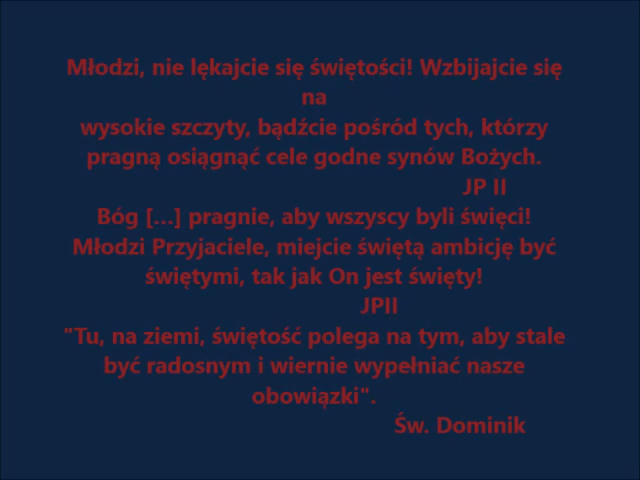 Młodzi, nie lękajcie się świętości! Wzbijajcie się
na
wysokie szczyty, bądźcie pośród tych, którzy
pragną osiągnąć cele godne synów Bożych.
JP II
Bóg [...] pragnie, aby wszyscy byli święci!
Młodzi Przyjaciele, miejcie świętą ambicję być
świętymi, tak jak On jest święty!
JPII
"Tu, na ziemi, świętość polega na tym, aby stale
być radosnym i wiernie wypełniać nasze
obowiązki".
Św. Dominik